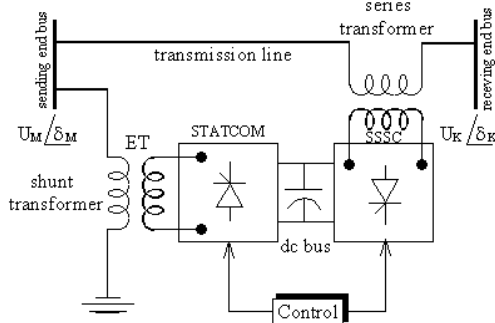 series
transformer
transmission line
sending end bus
receving end bus
U_M/δ_M
U_K/δ_K
ET
STATCOM
SSSC
shunt
transformer
dc bus
Control